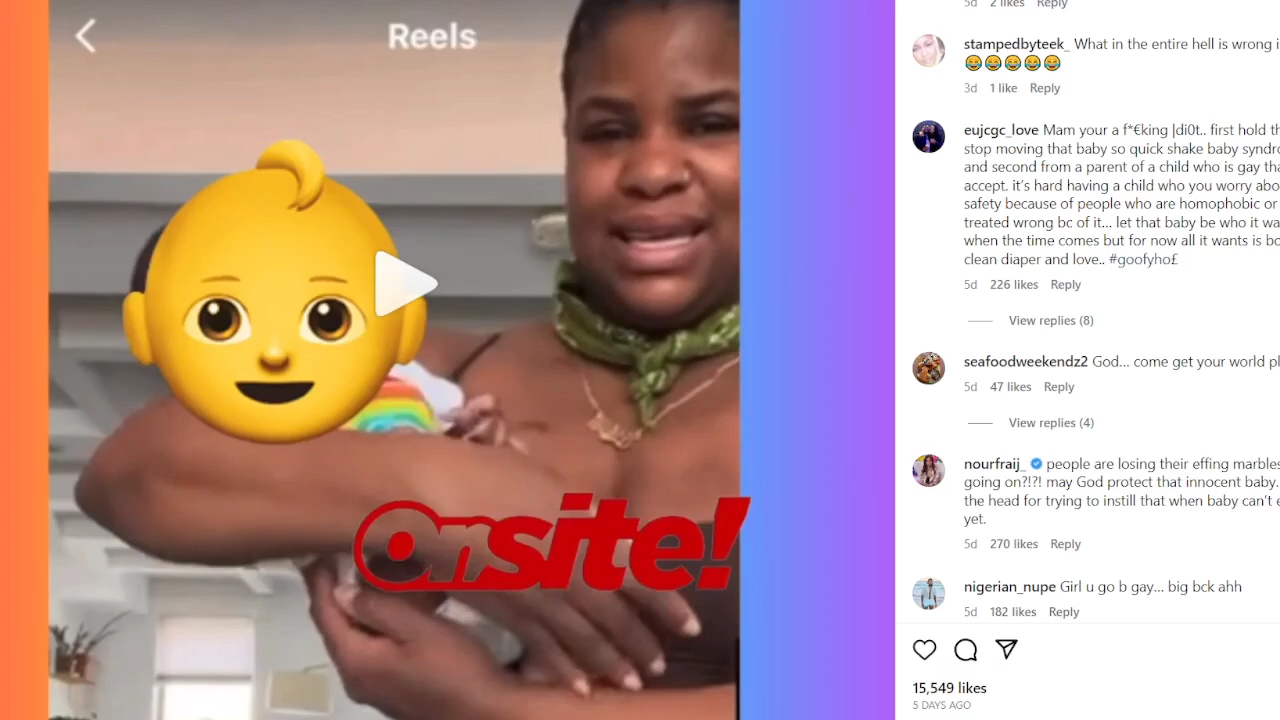 Reels
Onsite!
5d 2 likes Reply
stampedbyteek_ What in the entire hell is wrong i
😂😂😂😂😂
3d 1 like Reply
eujcgc_love Mam your a f*€king |di0t.. first hold th
stop moving that baby so quick shake baby syndro
and second from a parent of a child who is gay tha
accept. it's hard having a child who you worry abo
safety because of people who are homophobic or
treated wrong bc of it... let that baby be who it wa
when the time comes but for now all it wants is bo
clean diaper and love.. #goofyho£
5d 226 likes Reply
View replies (8)
seafoodweekendz2 God... come get your world pl
5d 47 likes Reply
View replies (4)
nourfraij_ people are losing their effing marbles
going on?!?! may God protect that innocent baby.
the head for trying to instill that when baby can't e
yet.
5d 270 likes Reply
nigerian_nupe Girl u go b gay... big bck ahh
5d 182 likes Reply
15,549 likes
5 DAYS AGO